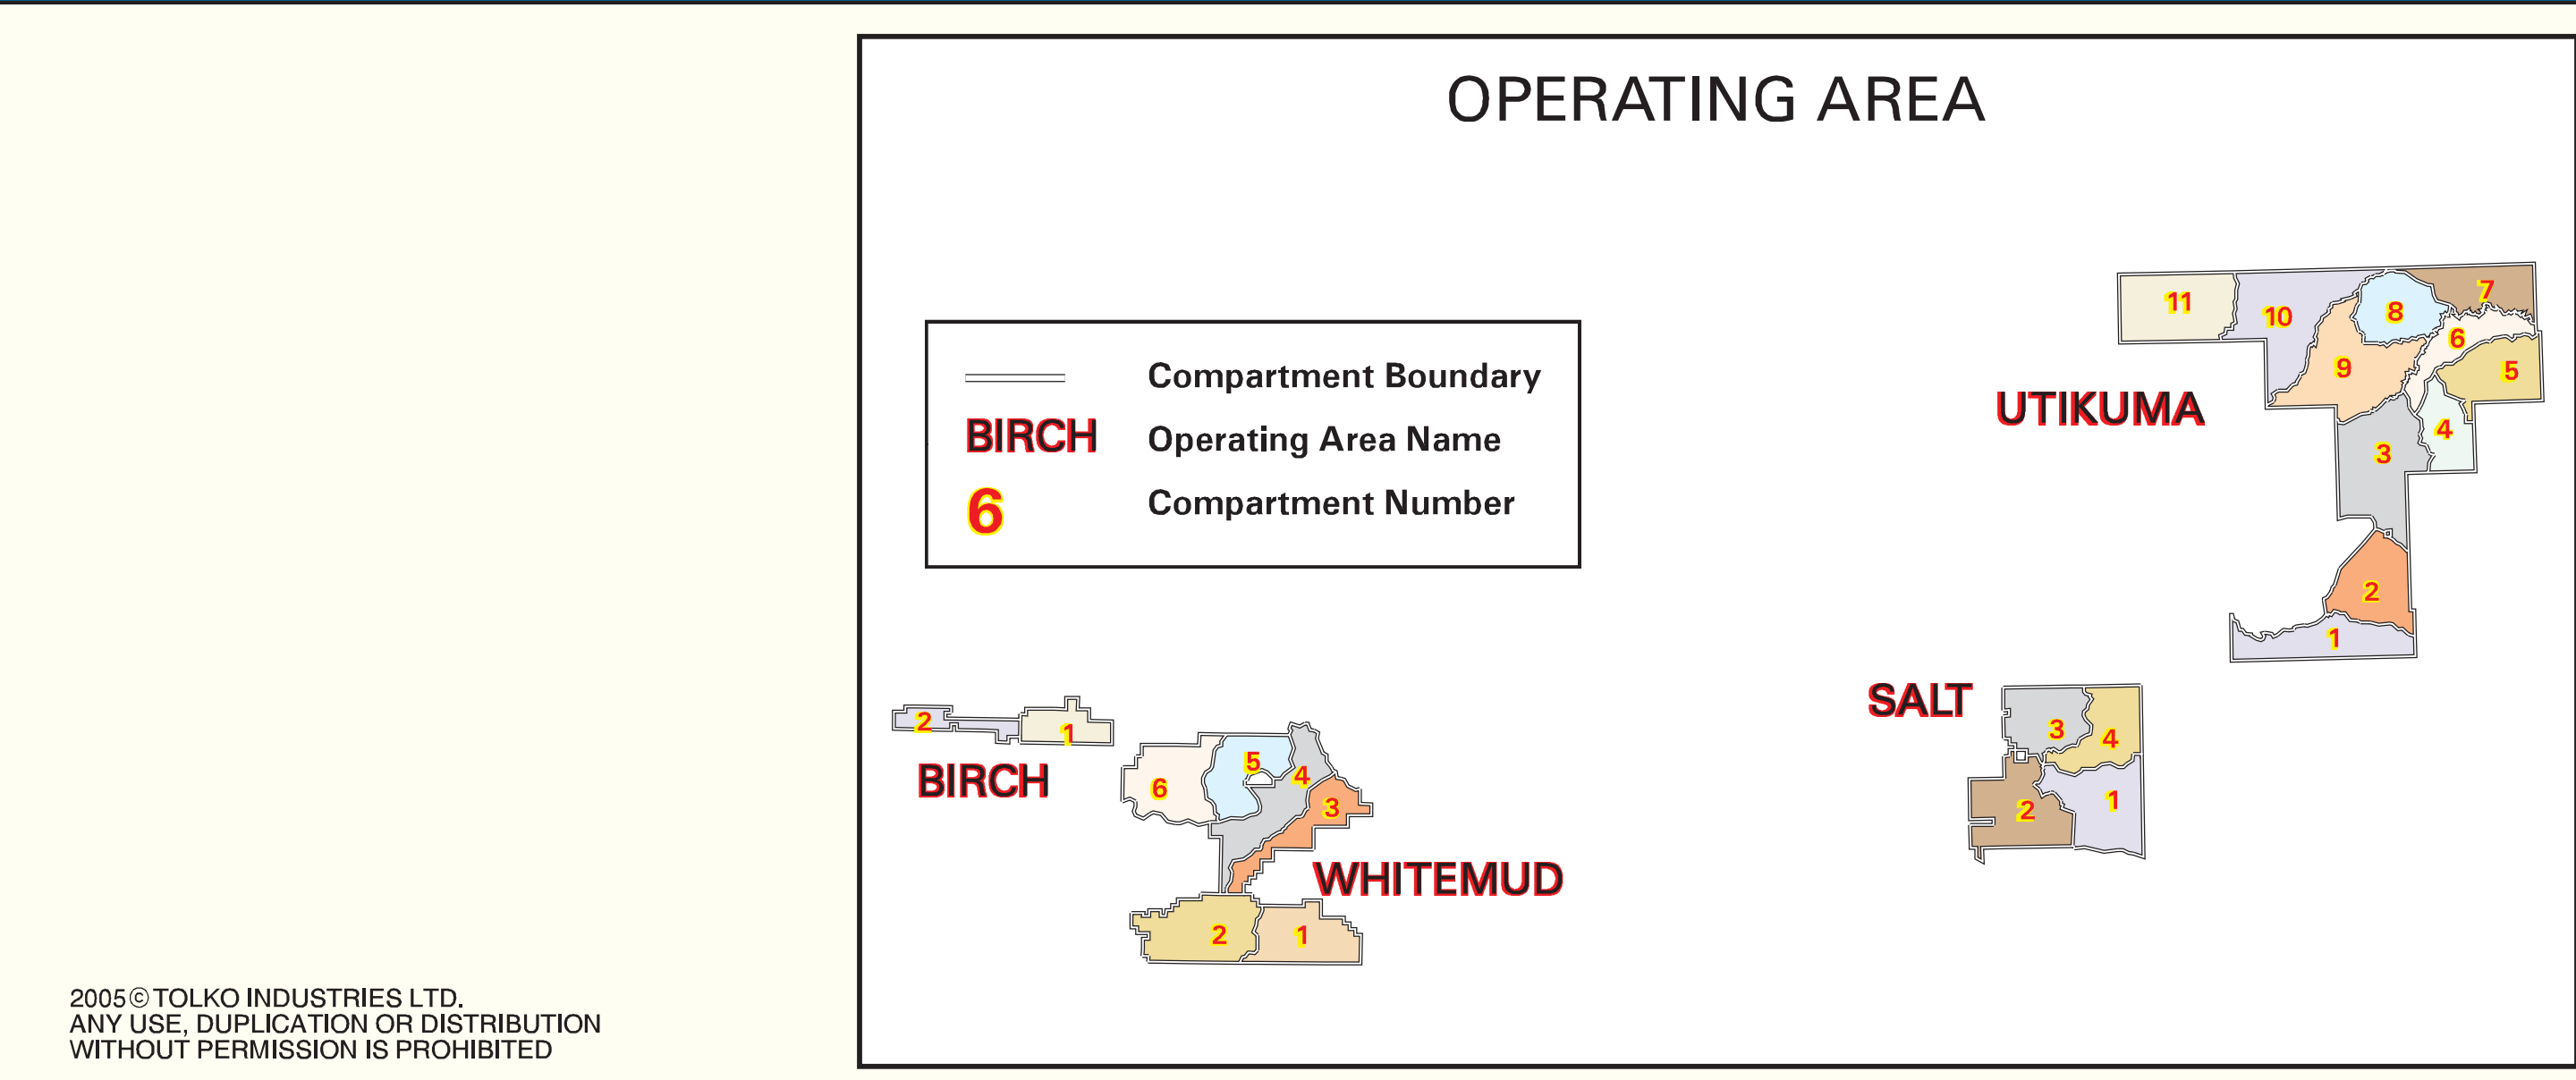 OPERATING AREA
Compartment Boundary
BIRCH Operating Area Name
6 Compartment Number
11
10
9
8
7
6
5
4
3
2
1
UTIKUMA
SALT
3
4
2
1
2
1
BIRCH
6
5
4
3
WHITEMUD
2
1
2005© TOLKO INDUSTRIES LTD.
ANY USE, DUPLICATION OR DISTRIBUTION
WITHOUT PERMISSION IS PROHIBITED